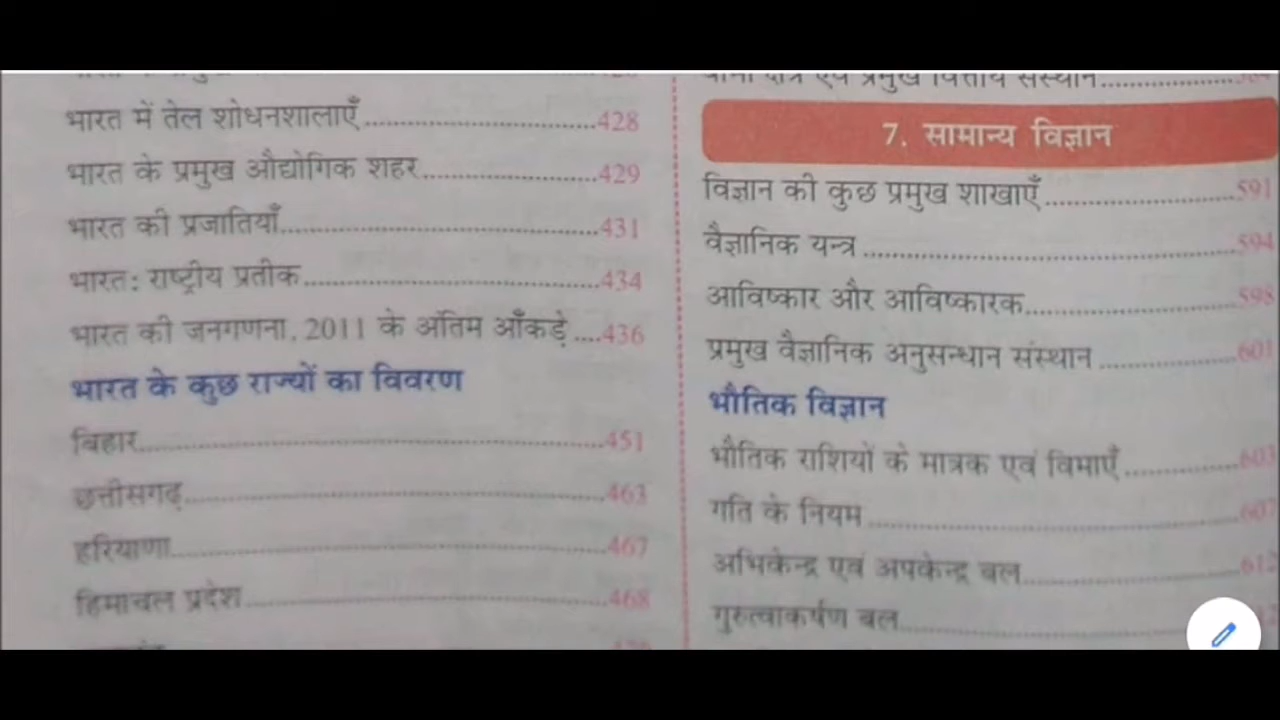 भारत में तेल शोधनशालाएँ..............................428
भारत के प्रमुख औद्योगिक शहर.......................429
भारत की प्रजातियाँ.........................................431
भारत: राष्ट्रीय प्रतीक......................................434
भारत की जनगणना, 2011 के अंतिम आँकड़े ....436
भारत के कुछ राज्यों का विवरण
बिहार............................................................451
छत्तीसगढ़......................................................463
हरियाणा.......................................................467
हिमाचल प्रदेश...............................................468
एवं प्रमुख वित्तीय संस्थान
7. सामान्य विज्ञान
विज्ञान की कुछ प्रमुख शाखाएँ.........................591
वैज्ञानिक यन्त्र................................................594
आविष्कार और आविष्कारक...........................598
प्रमुख वैज्ञानिक अनुसन्धान संस्थान..................601
भौतिक विज्ञान
भौतिक राशियों के मात्रक एवं विमाएँ...............603
गति के नियम................................................607
अभिकेन्द्र एवं अपकेन्द्र बल............................612
गुरुत्वाकर्षण बल